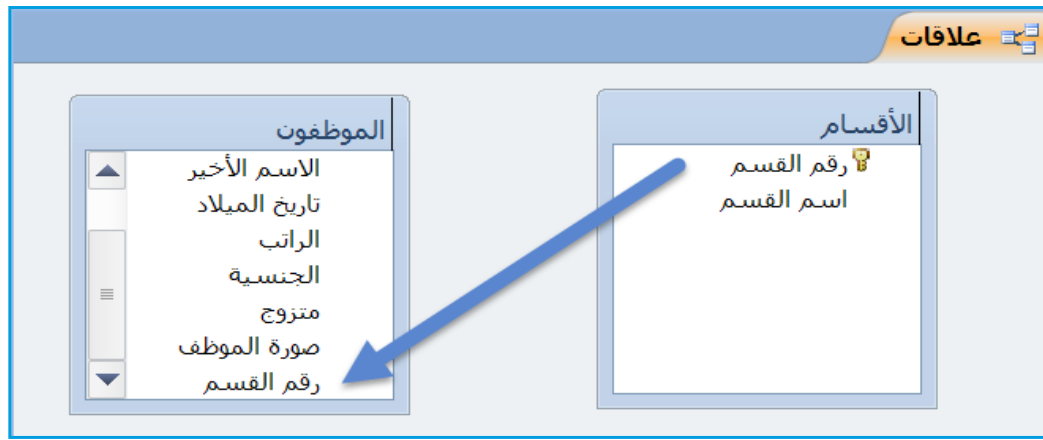 علاقات
الأقسام
رقم القسم
اسم القسم
الموظفون
الاسم الأخير
تاريخ الميلاد
الراتب
الجنسية
متزوج
صورة الموظف
رقم القسم